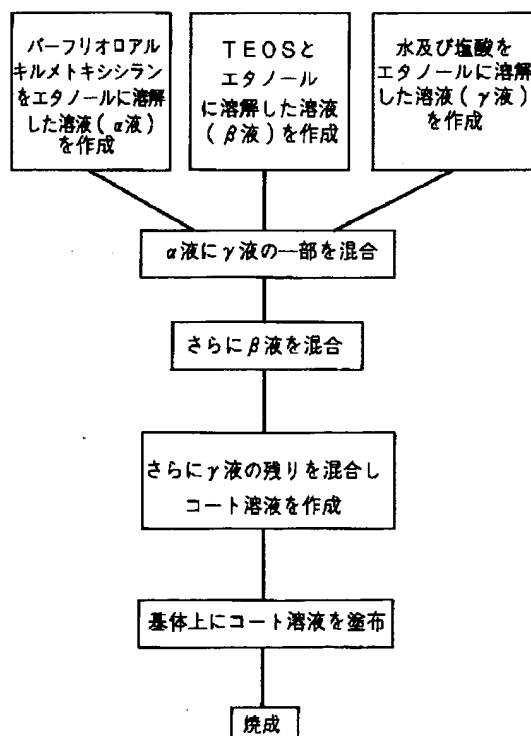 パーフリオロアル
キルメトキシシラン
をエタノールに溶解
した溶液(α液)
を作成
TEOSと
エタノール
に溶解した溶液
(β液)を作成
水及び塩酸を
エタノールに溶解
した溶液(γ液)
を作成
α液にγ液の一部を混合
さらにβ液を混合
さらにγ液の残りを混合し
コート溶液を作成
基体上にコート溶液を塗布
焼成